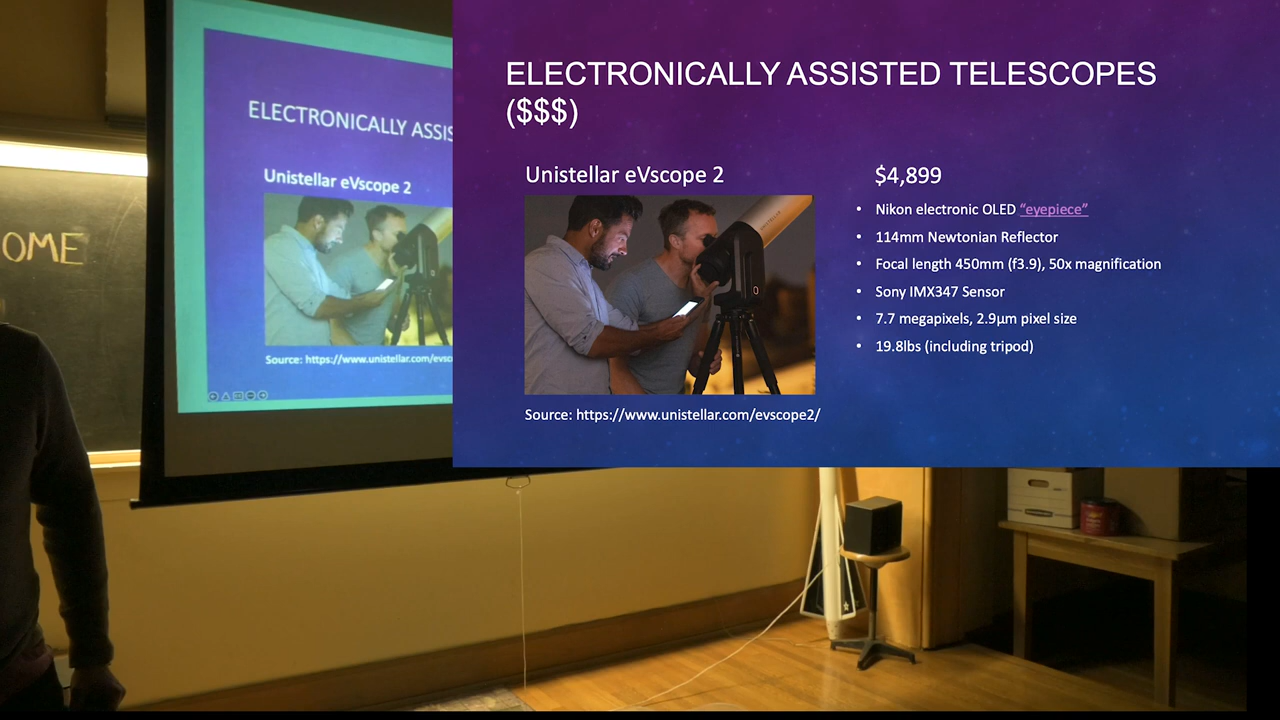 OME
ELECTRONICALLY ASSIS
Unistellar eVscope 2
Source: https://www.unistellar.com/evsc
ELECTRONICALLY ASSISTED TELESCOPES
($$$)
Unistellar eVscope 2
Source: https://www.unistellar.com/evscope2/
$4,899
• Nikon electronic OLED “eyepiece”
• 114mm Newtonian Reflector
• Focal length 450mm (f3.9), 50x magnification
• Sony IMX347 Sensor
• 7.7 megapixels, 2.9µm pixel size
• 19.8lbs (including tripod)